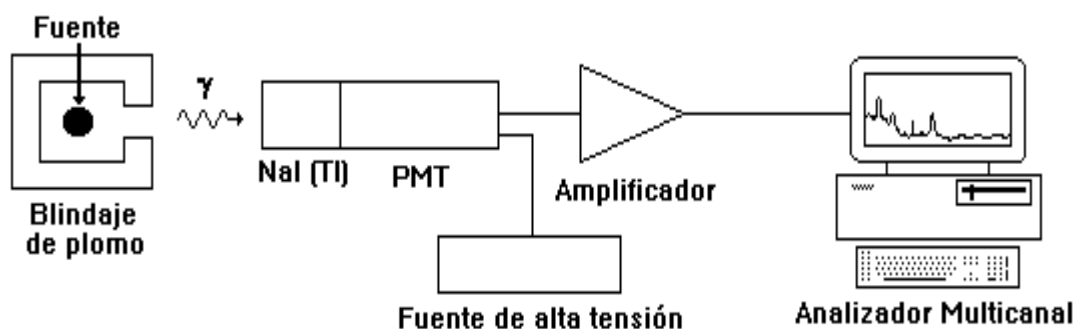 Fuente
γ
NaI (Tl)
PMT
Amplificador
Blindaje
de plomo
Fuente de alta tensión
Analizador Multicanal